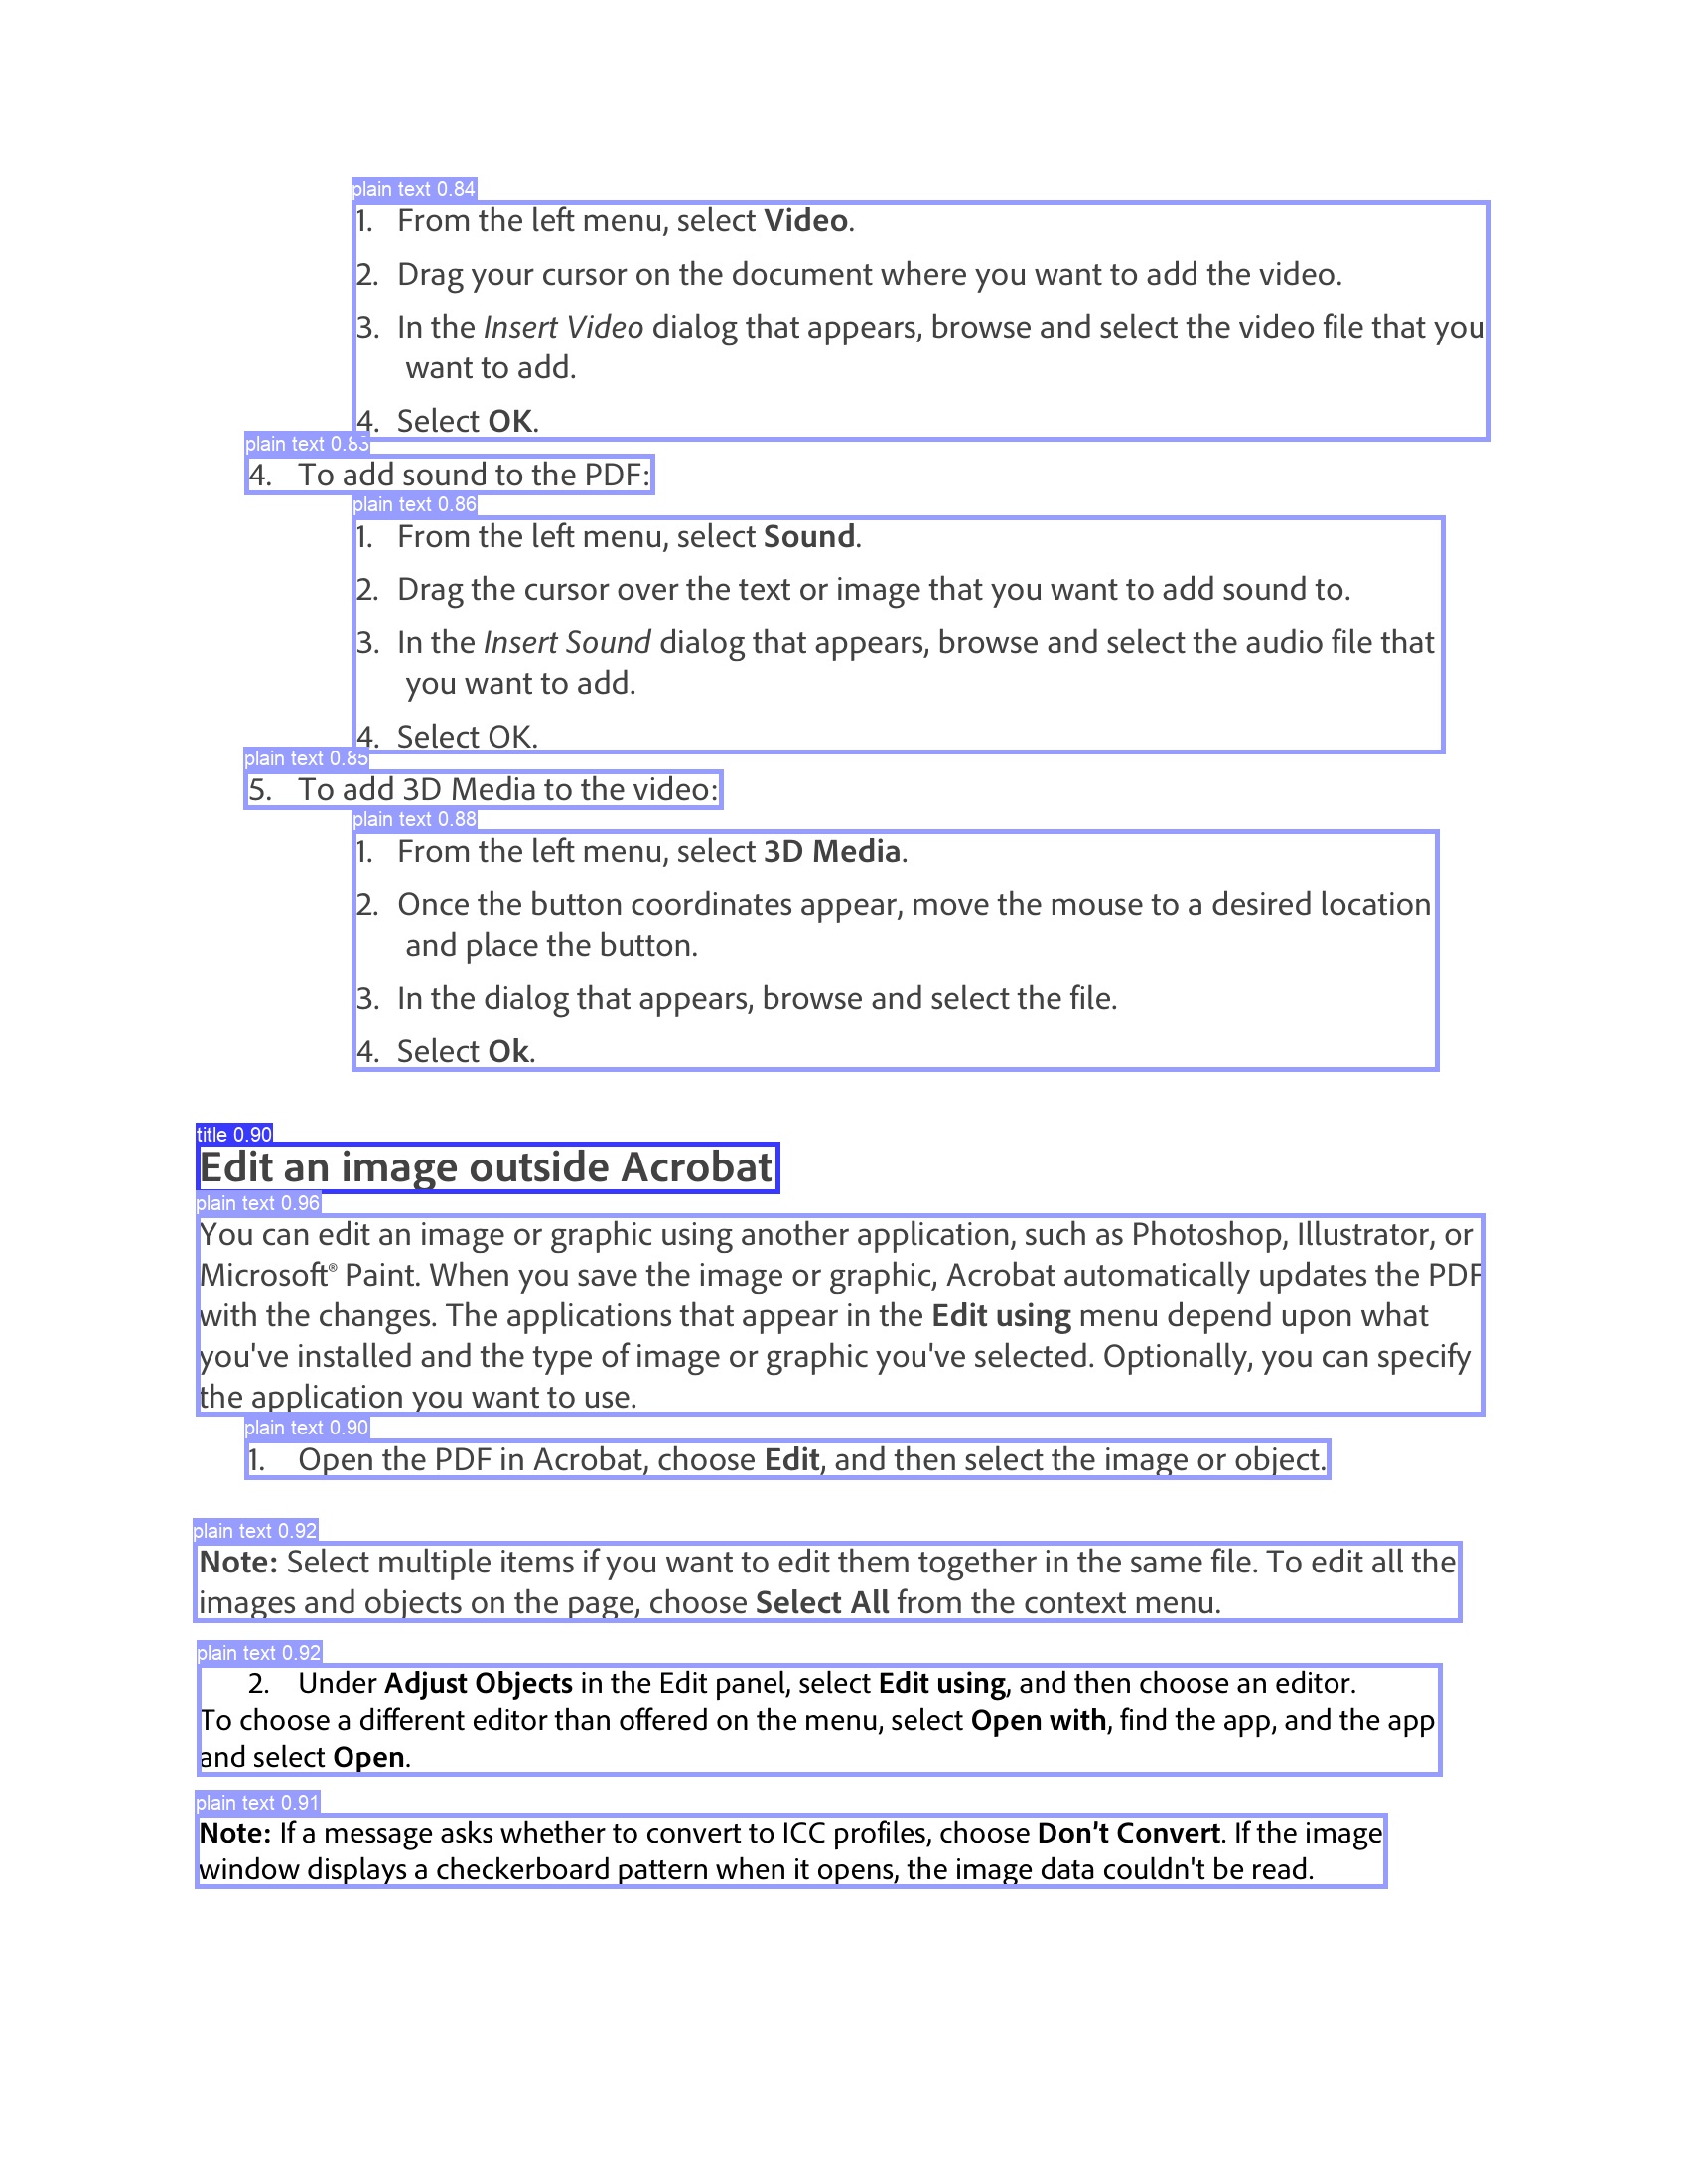 plain text 0.84
1. From the left menu, select Video.
2. Drag your cursor on the document where you want to add the video.
3. In the Insert Video dialog that appears, browse and select the video file that you
want to add.
4. Select OK.
plain text 0.83
4. To add sound to the PDF:
plain text 0.86
1. From the left menu, select Sound.
2. Drag the cursor over the text or image that you want to add sound to.
3. In the Insert Sound dialog that appears, browse and select the audio file that
you want to add.
4. Select OK.
plain text 0.85
5. To add 3D Media to the video:
plain text 0.88
1. From the left menu, select 3D Media.
2. Once the button coordinates appear, move the mouse to a desired location
and place the button.
3. In the dialog that appears, browse and select the file.
4. Select Ok.
title 0.90
Edit an image outside Acrobat
plain text 0.96
You can edit an image or graphic using another application, such as Photoshop, Illustrator, or
Microsoft® Paint. When you save the image or graphic, Acrobat automatically updates the PDF
with the changes. The applications that appear in the Edit using menu depend upon what
you've installed and the type of image or graphic you've selected. Optionally, you can specify
the application you want to use.
plain text 0.90
1. Open the PDF in Acrobat, choose Edit, and then select the image or object.
plain text 0.92
Note: Select multiple items if you want to edit them together in the same file. To edit all the
images and objects on the page, choose Select All from the context menu.
plain text 0.92
2. Under Adjust Objects in the Edit panel, select Edit using, and then choose an editor.
To choose a different editor than offered on the menu, select Open with, find the app, and the app
and select Open.
plain text 0.91
Note: If a message asks whether to convert to ICC profiles, choose Don't Convert. If the image
window displays a checkerboard pattern when it opens, the image data couldn't be read.